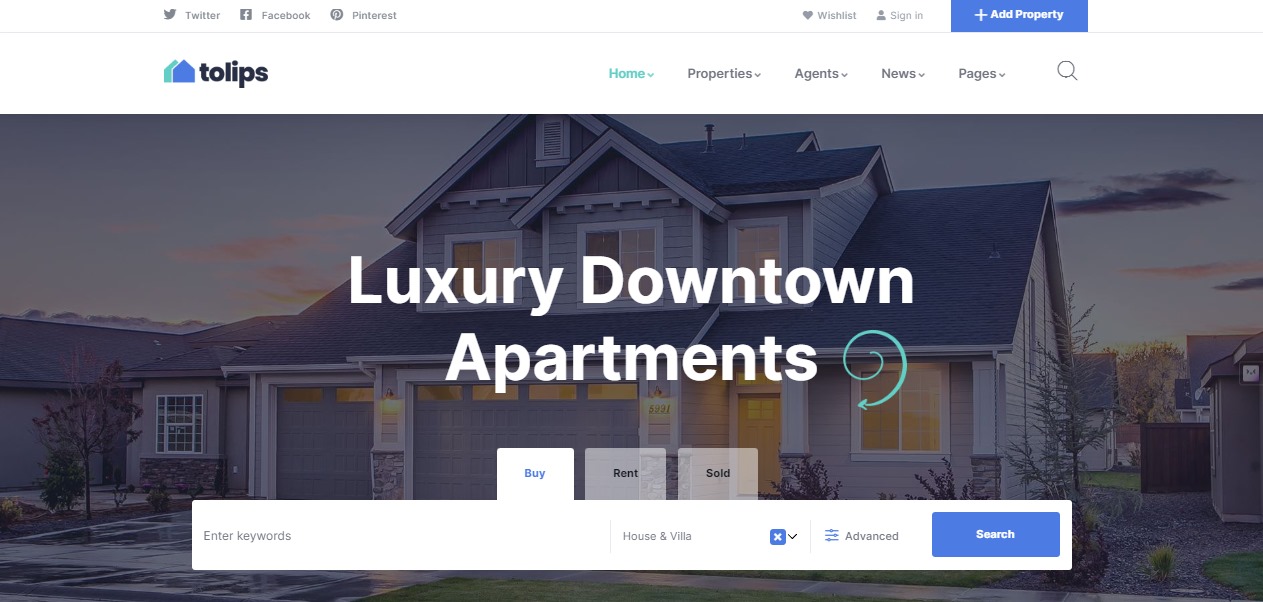 Twitter Facebook Pinterest Wishlist Sign in Add Property
tolips Home Properties Agents News Pages
Luxury Downtown
Apartments
5991
Buy Rent Sold
Enter keywords House & Villa Advanced Search